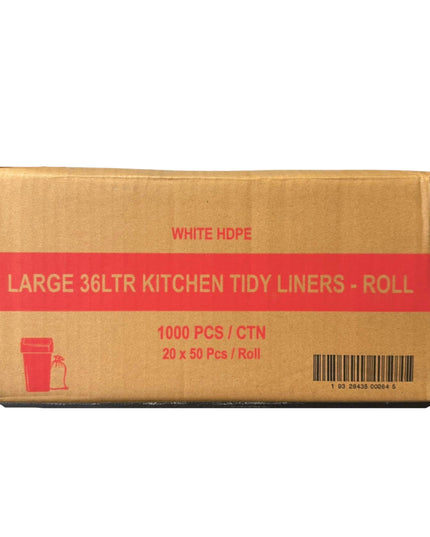 WHITE HDPE
LARGE 36LTR KITCHEN TIDY LINERS - ROLL
1000 PCS / CTN
20 x 50 Pcs / Roll
1 93 28435 00064 5